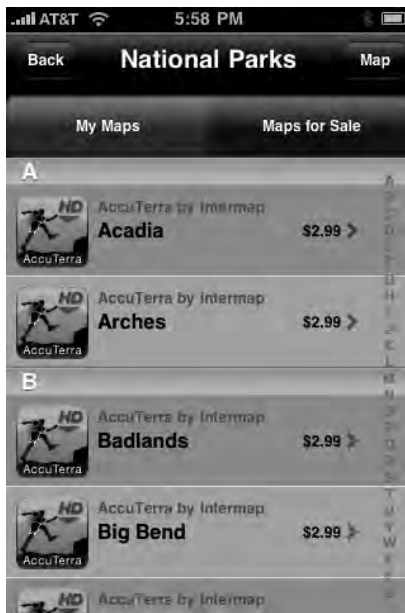 AT&T 5:58 PM
Back National Parks Map
My Maps Maps for Sale
A
HD AccuTerra by Intermap
Acadia $2.99
AccuTerra
HD AccuTerra by Intermap
Arches $2.99
AccuTerra
B
HD AccuTerra by Intermap
Badlands $2.99
AccuTerra
HD AccuTerra by Intermap
Big Bend $2.99
AccuTerra
HD AccuTerra by Intermap